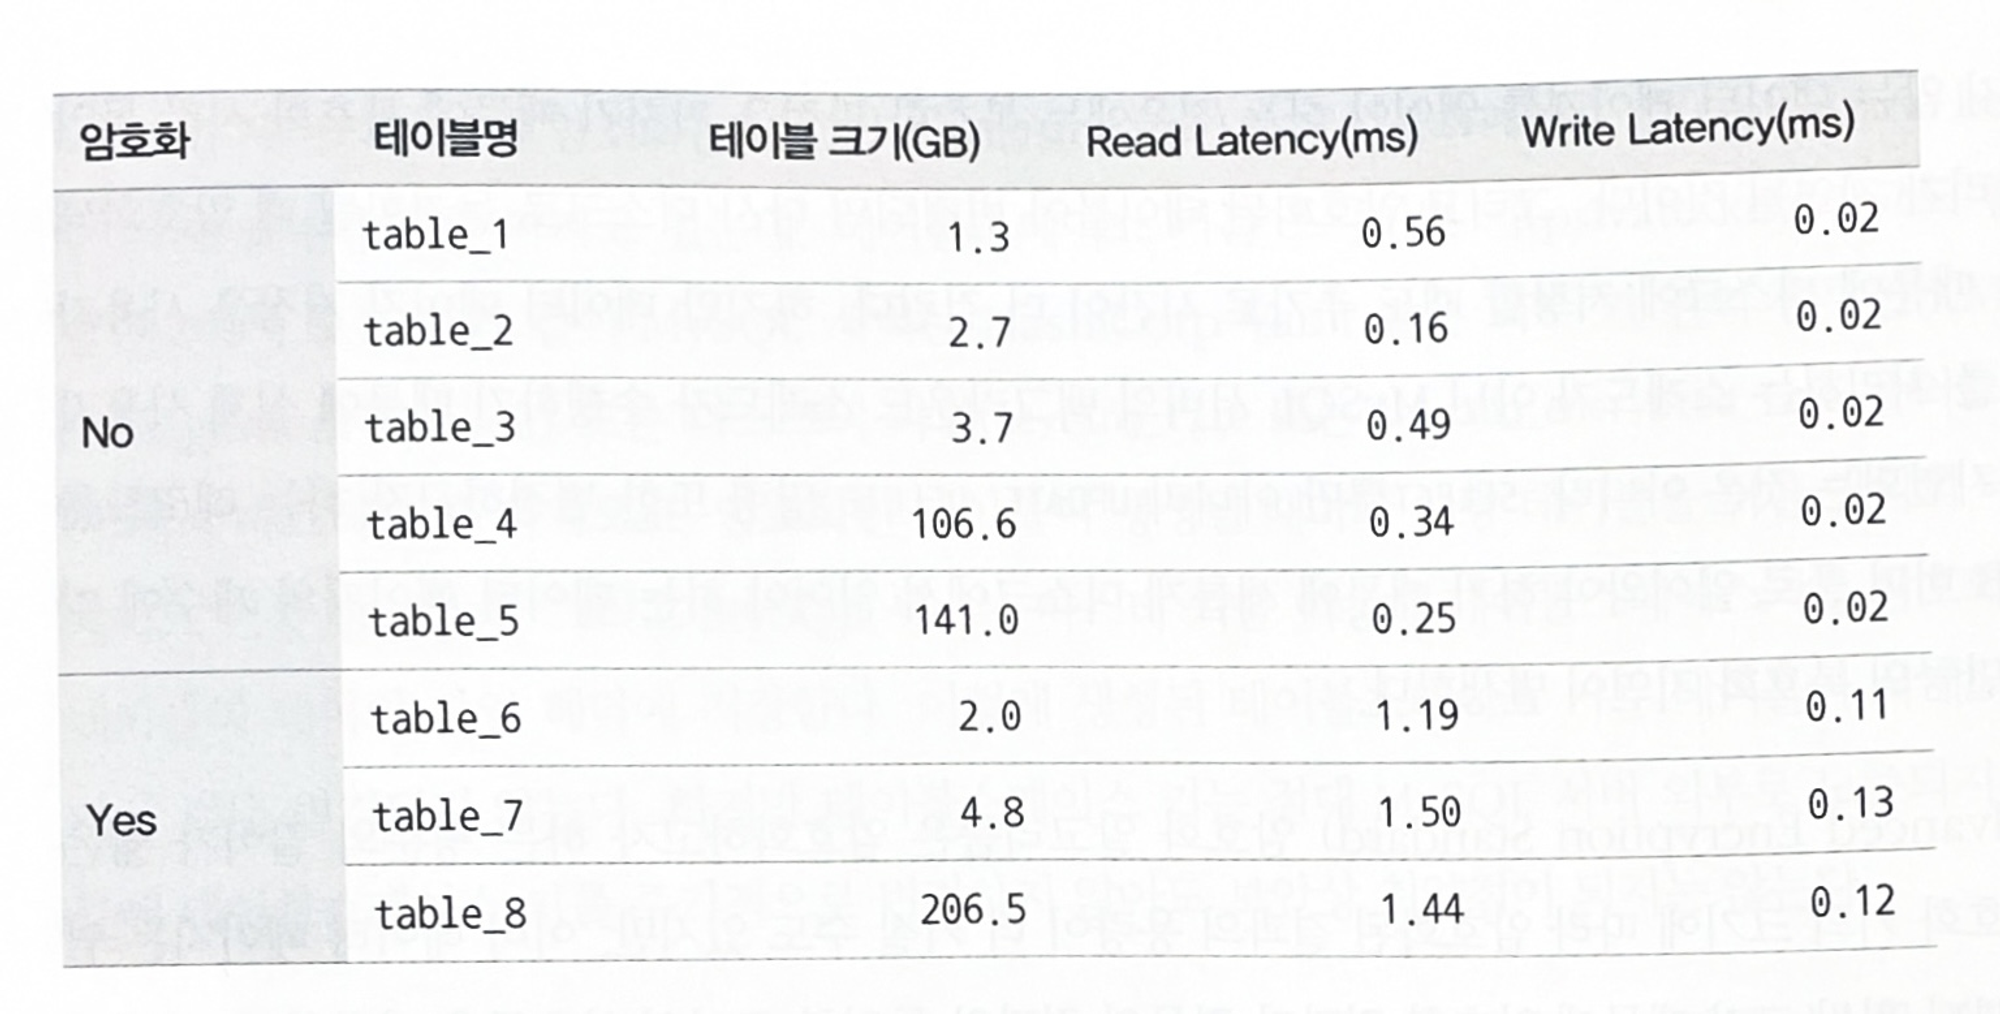 암호화 테이블명 테이블 크기(GB) Read Latency(ms) Write Latency(ms)
table_1 1.3 0.56 0.02
table_2 2.7 0.16 0.02
No table_3 3.7 0.49 0.02
table_4 106.6 0.34 0.02
table_5 141.0 0.25 0.02
table_6 2.0 1.19 0.11
Yes table_7 4.8 1.50 0.13
table_8 206.5 1.44 0.12